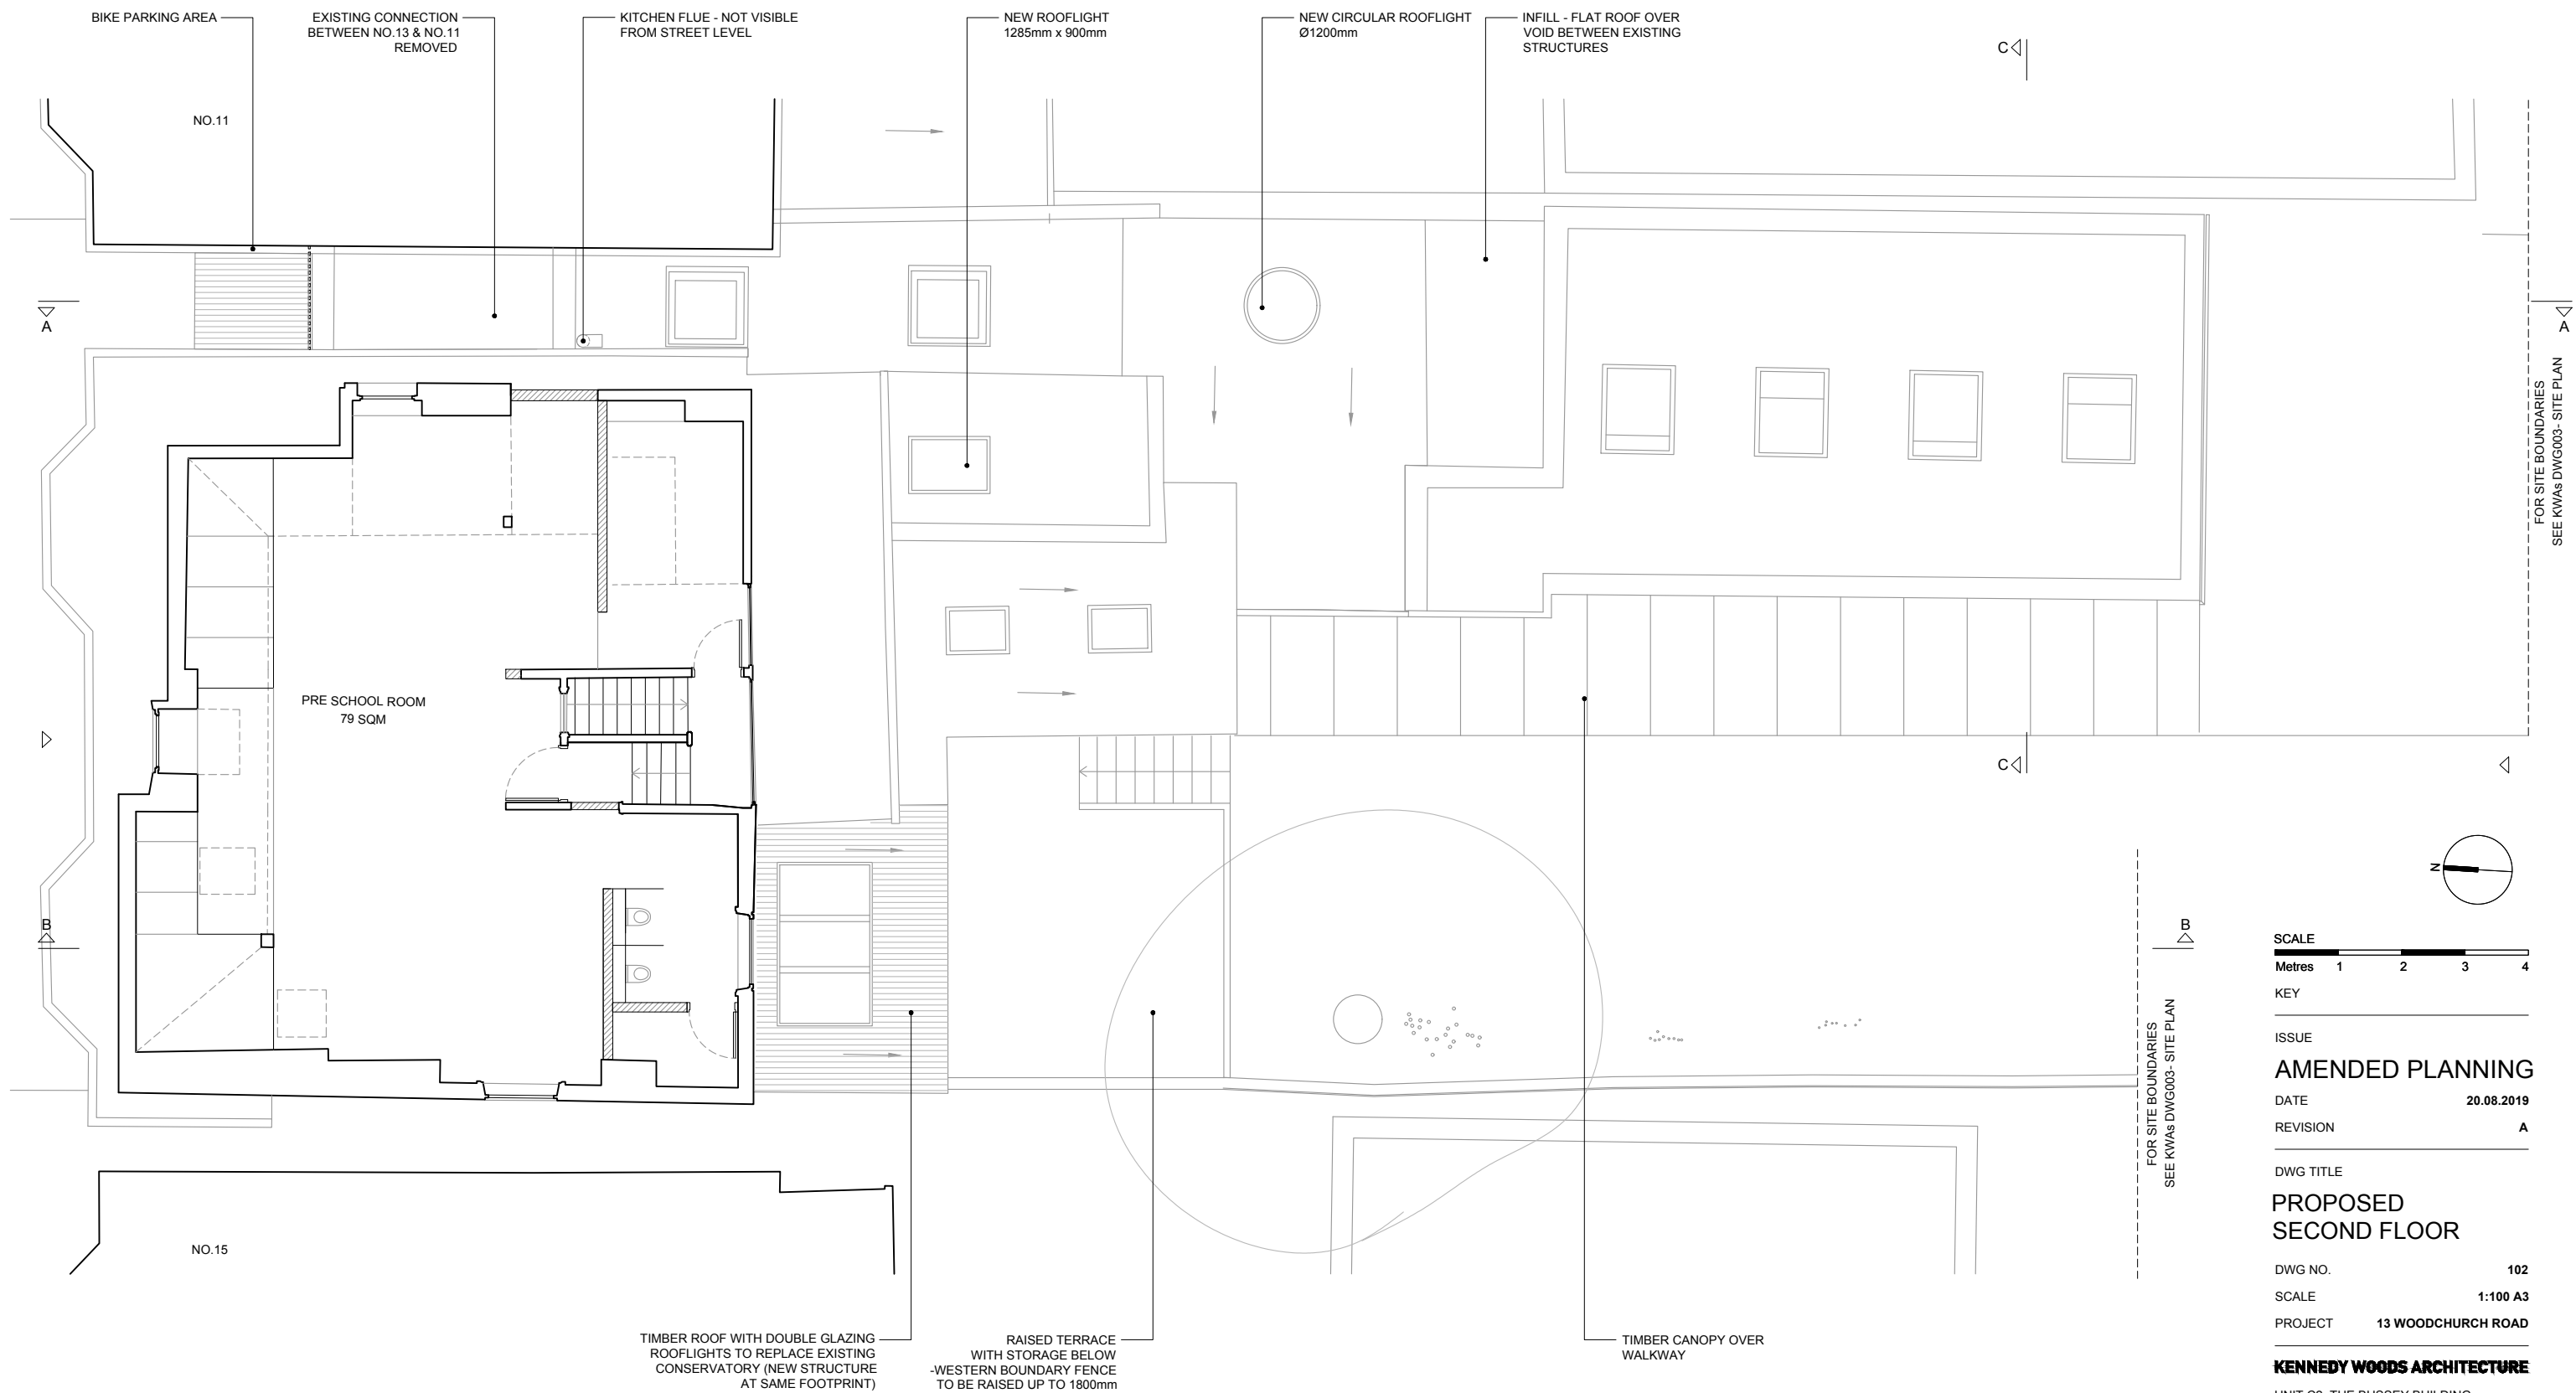 BIKE PARKING AREA
EXISTING CONNECTION
BETWEEN NO.13 & NO.11
REMOVED
KITCHEN FLUE - NOT VISIBLE
FROM STREET LEVEL
NEW ROOFLIGHT
1285mm x 900mm
NEW CIRCULAR ROOFLIGHT
Ø1200mm
INFILL - FLAT ROOF OVER
VOID BETWEEN EXISTING
STRUCTURES
C
NO.11
A
A
FOR SITE BOUNDARIES
SEE KWAs DWG003- SITE PLAN
PRE SCHOOL ROOM
79 SQM
C
N
B
B
FOR SITE BOUNDARIES
SEE KWAs DWG003- SITE PLAN
NO.15
TIMBER ROOF WITH DOUBLE GLAZING
ROOFLIGHTS TO REPLACE EXISTING
CONSERVATORY (NEW STRUCTURE
AT SAME FOOTPRINT)
RAISED TERRACE
WITH STORAGE BELOW
-WESTERN BOUNDARY FENCE
TO BE RAISED UP TO 1800mm
TIMBER CANOPY OVER
WALKWAY
SCALE
Metres 1 2 3 4
KEY
ISSUE
AMENDED PLANNING
DATE 20.08.2019
REVISION A
DWG TITLE
PROPOSED
SECOND FLOOR
DWG NO. 102
SCALE 1:100 A3
PROJECT 13 WOODCHURCH ROAD
KENNEDY WOODS ARCHITECTURE